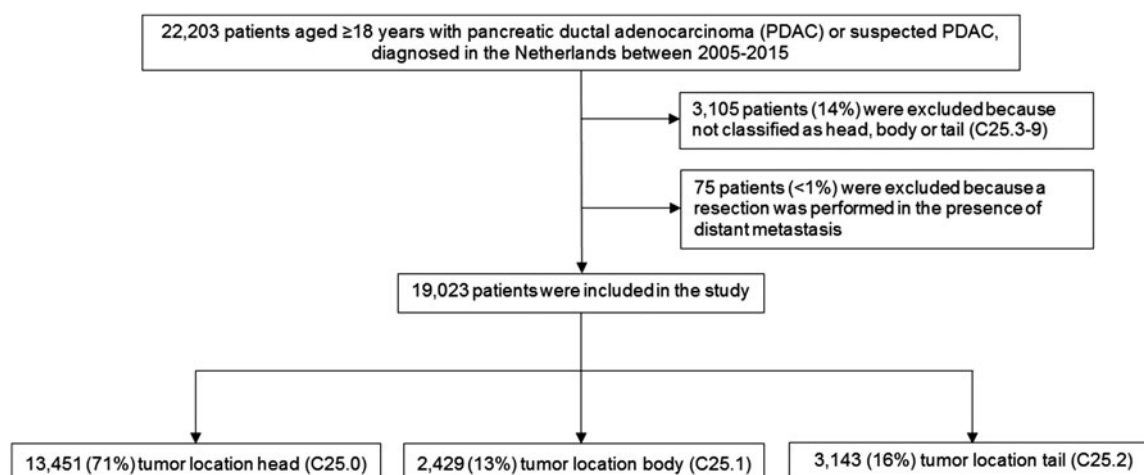 22,203 patients aged ≥18 years with pancreatic ductal adenocarcinoma (PDAC) or suspected PDAC,
diagnosed in the Netherlands between 2005-2015
3,105 patients (14%) were excluded because
not classified as head, body or tail (C25.3-9)
75 patients (<1%) were excluded because a
resection was performed in the presence of
distant metastasis
19,023 patients were included in the study
13,451 (71%) tumor location head (C25.0)
2,429 (13%) tumor location body (C25.1)
3,143 (16%) tumor location tail (C25.2)